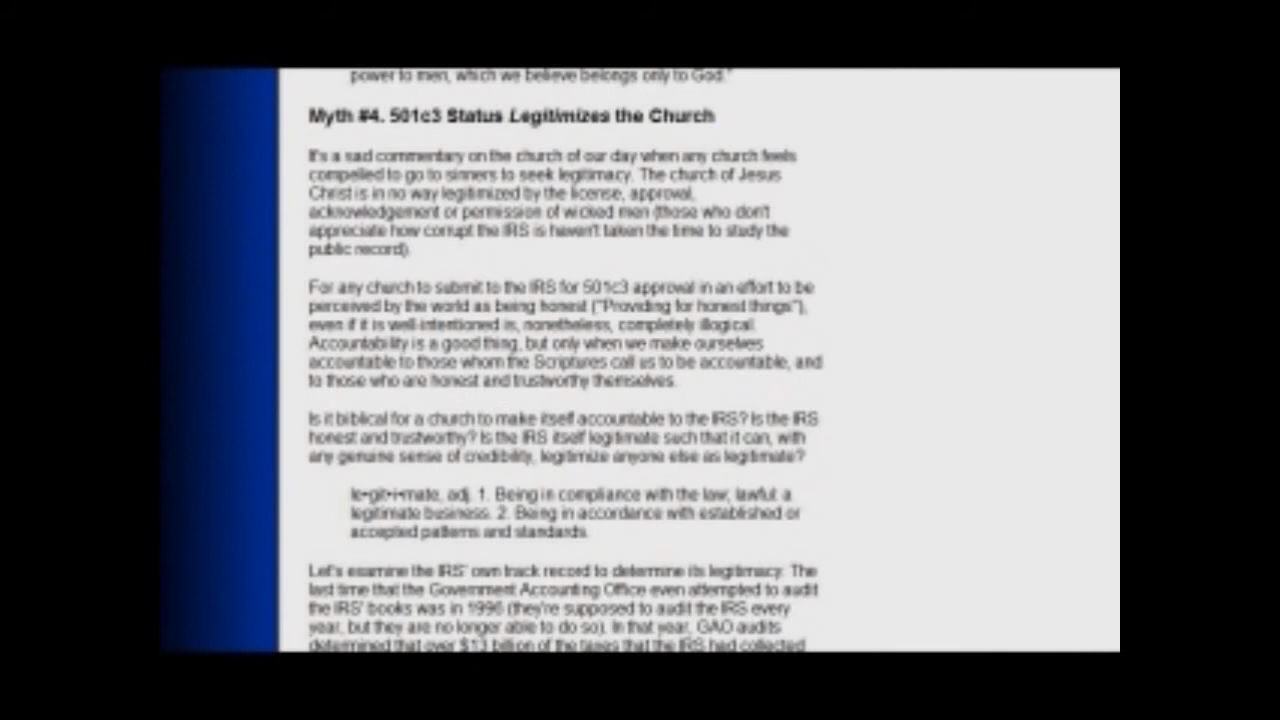 power to men, which we believe belongs only to God."
Myth #4. 501c3 Status Legitimizes the Church
It's a sad commentary on the church of our day when any church feels
compelled to go to sinners to seek legitimacy. The church of Jesus
Christ is in no way legitimized by the license, approval,
acknowledgement or permission of wicked men (those who don't
appreciate how corrupt the IRS is haven't taken the time to study the
public record).
For any church to submit to the IRS for 501c3 approval in an effort to be
perceived by the world as being honest ("Providing for honest things"),
even if it is well-intentioned is, nonetheless, completely illogical.
Accountability is a good thing, but only when we make ourselves
accountable to those whom the Scriptures call us to be accountable, and
to those who are honest and trustworthy themselves.
Is it biblical for a church to make itself accountable to the IRS? Is the IRS
honest and trustworthy? Is the IRS itself legitimate such that it can, with
any genuine sense of credibility, legitimize anyone else as legitimate?
le•git•i•mate, adj. 1. Being in compliance with the law; lawful: a
legitimate business. 2. Being in accordance with established or
accepted patterns and standards.
Let's examine the IRS' own track record to determine its legitimacy. The
last time that the Government Accounting Office even attempted to audit
the IRS' books was in 1996 (they're supposed to audit the IRS every
year, but they are no longer able to do so). In that year, GAO audits
determined that over $13 billion of the taxes that the IRS had collected